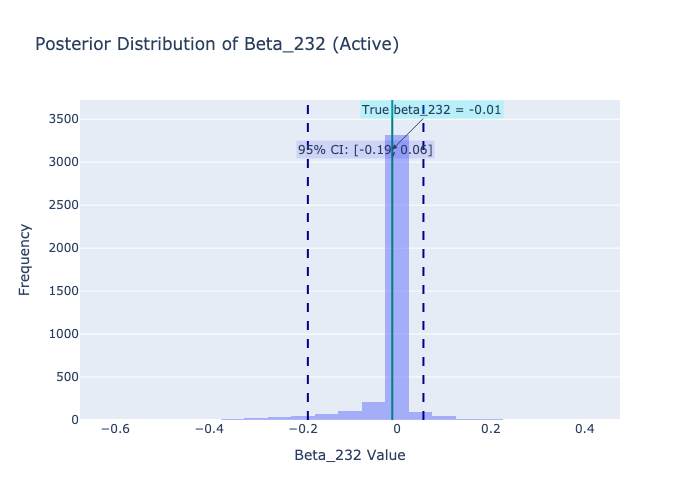 Posterior Distribution of Beta_232 (Active)
True beta_232 = -0.01
95% CI: [-0.19, 0.06]
3500
3000
2500
2000
1500
1000
500
0
Frequency
−0.6
−0.4
−0.2
0
0.2
0.4
Beta_232 Value